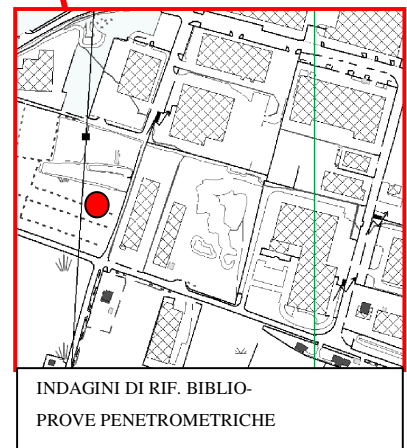 INDAGINI DI RIF. BIBLIO-
PROVE PENETROMETRICHE